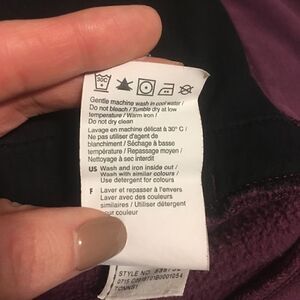 30C
Gentle machine wash in cool water /
Do not bleach / Tumble dry at low
temperature / Warm iron /
Do not dry clean
Lavage en machine délicat à 30° C /
Ne pas utiliser d'agent de
blanchiment / Séchage à basse
température / Repassage moyen /
Nettoyage à sec interdit
US Wash and iron inside out /
Wash with similar colours /
Use detergent for colours
F Laver et repasser à l'envers
Laver avec des couleurs
similaires / Utiliser détergent
couleur
STYLE NO.
TONNS1